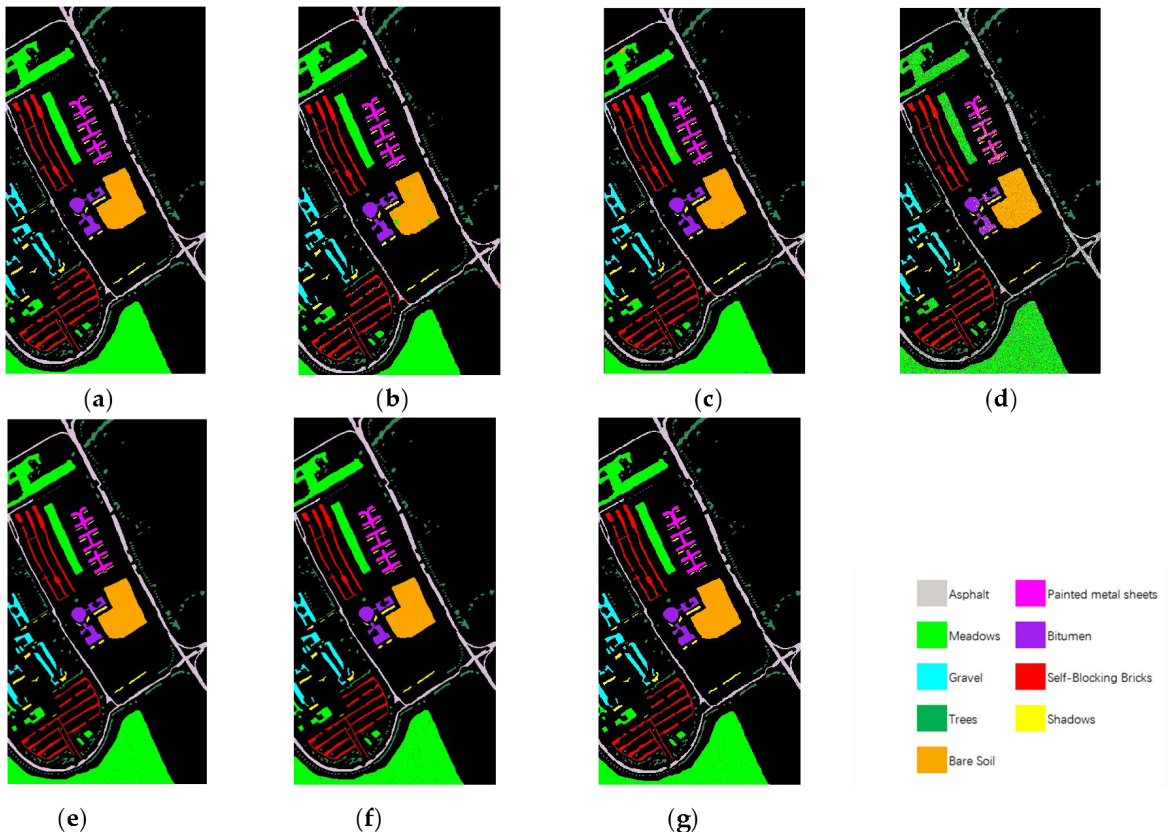 (a) (b) (c) (d)
(e) (f) (g)
Asphalt Painted metal sheets
Meadows Bitumen
Gravel Self-Blocking Bricks
Trees Shadows
Bare Soil